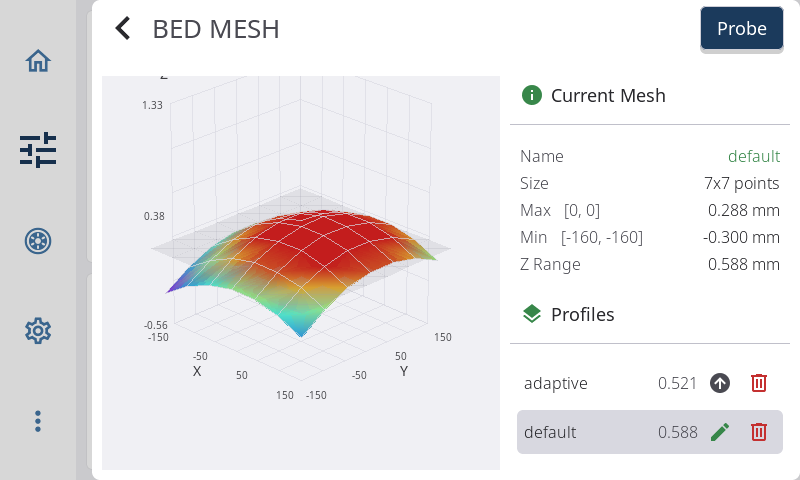 BED MESH
Probe
Z
1.33
0.38
-0.56
-150
-50
X
50
150
-150
-50
Y
50
150
Current Mesh
Name default
Size 7x7 points
Max [0, 0] 0.288 mm
Min [-160, -160] -0.300 mm
Z Range 0.588 mm
Profiles
adaptive 0.521
default 0.588